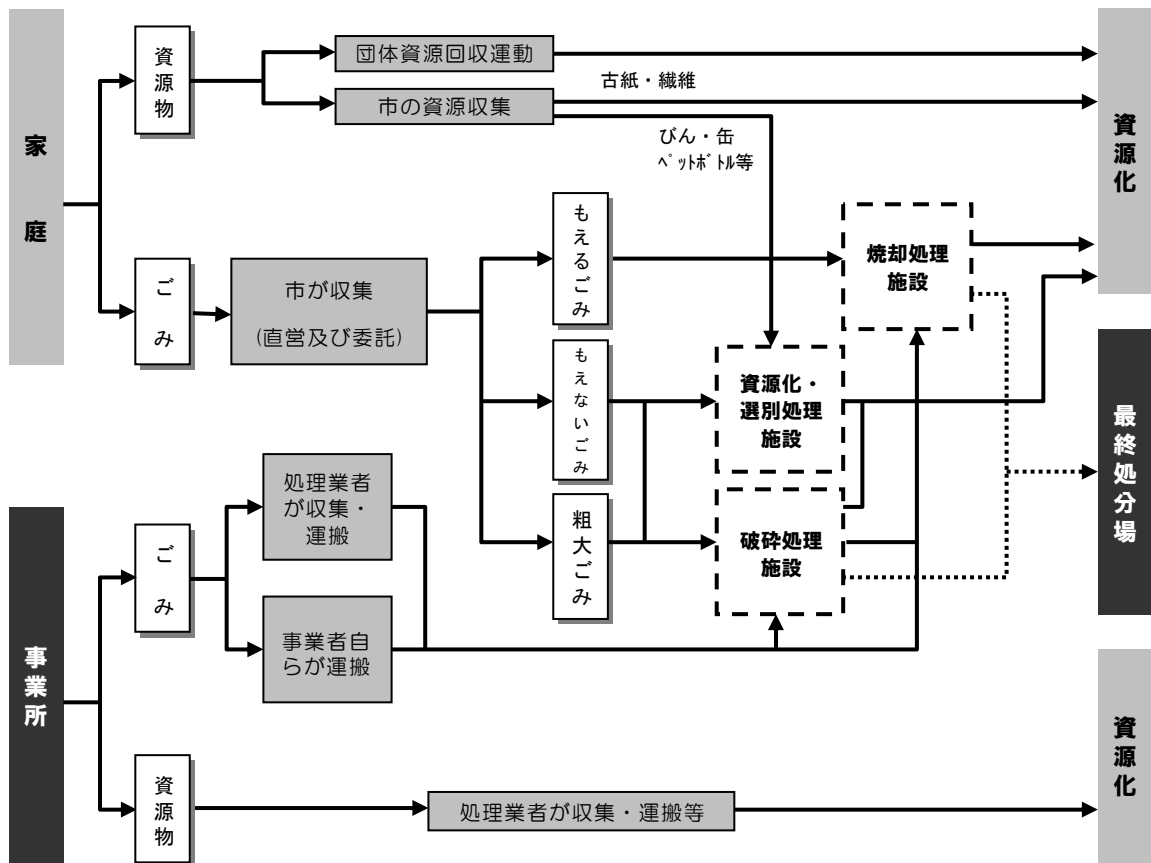 家庭
資源物
団体資源回収運動
市の資源収集
古紙・繊維
びん・缶
ペットボトル等
資源化
ごみ
市が収集
(直営及び委託)
もえるごみ
もえないごみ
粗大ごみ
焼却処理
施設
資源化・
選別処理
施設
破砕処理
施設
最終処分場
事業所
ごみ
処理業者
が収集・
運搬
事業者自
らが運搬
資源物
処理業者が収集・運搬等
資源化